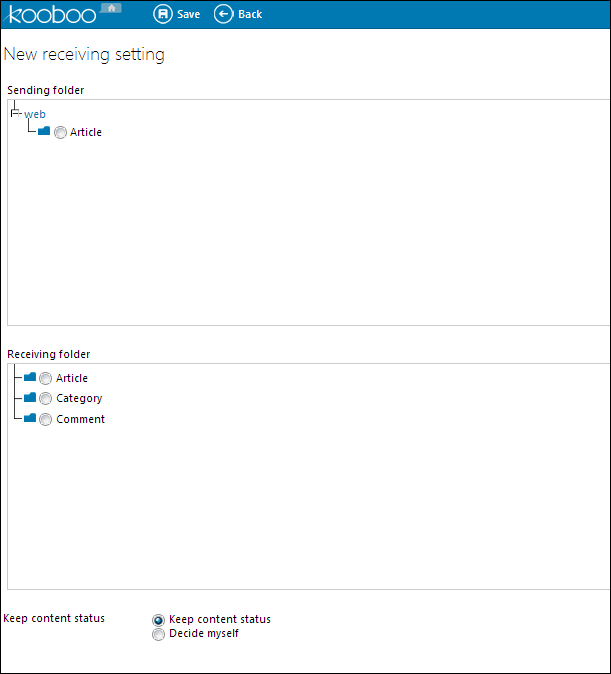 kooboo
Save Back
New receiving setting
Sending folder
web
Article
Receiving folder
Article
Category
Comment
Keep content status Keep content status
Decide myself